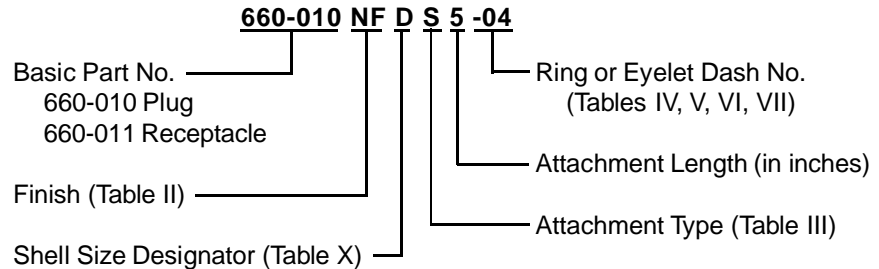 660-010 NF D S 5 -04
Basic Part No.
660-010 Plug
660-011 Receptacle
Finish (Table II)
Shell Size Designator (Table X)
Ring or Eyelet Dash No.
(Tables IV, V, VI, VII)
Attachment Length (in inches)
Attachment Type (Table III)